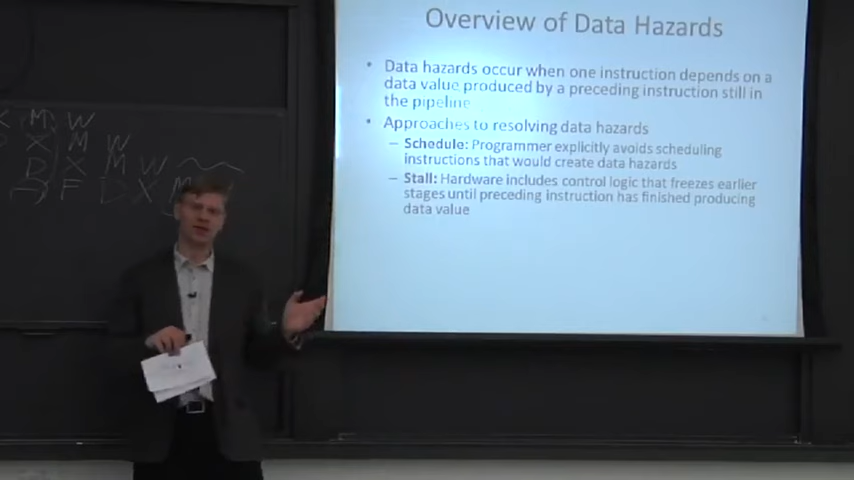 Overview of Data Hazards
• Data hazards occur when one instruction depends on a
data value produced by a preceding instruction still in
the pipeline
• Approaches to resolving data hazards
– Schedule: Programmer explicitly avoids scheduling
instructions that would create data hazards
– Stall: Hardware includes control logic that freezes earlier
stages until preceding instruction has finished producing
data value
X M W
D X M W
D X M W
F D X M